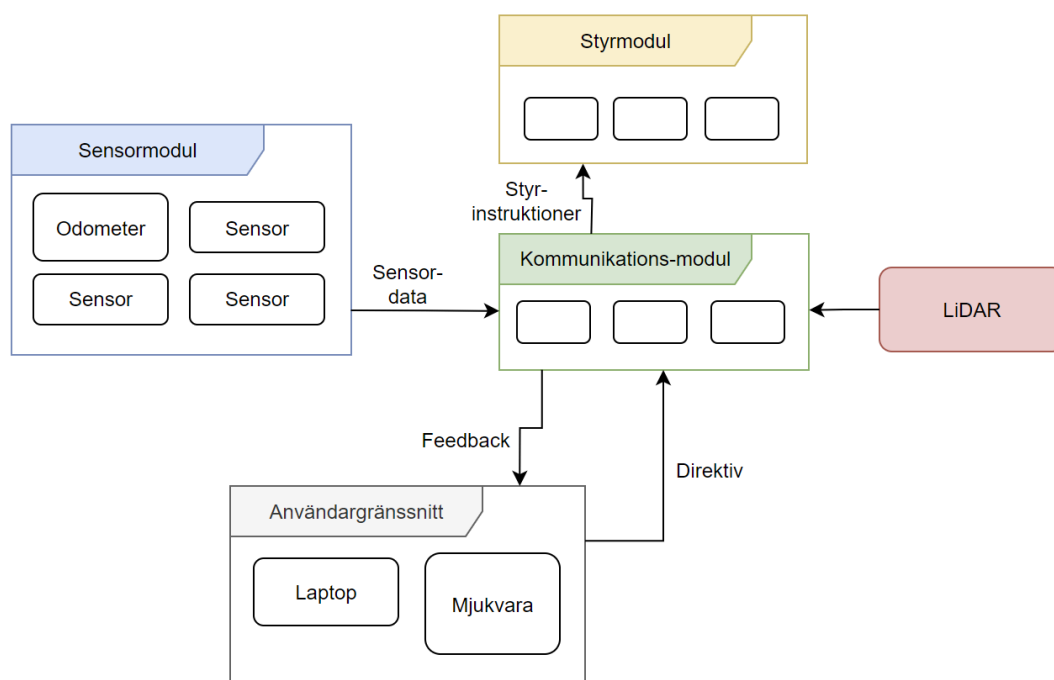 Styrmodul
Sensormodul
Odometer
Sensor
Sensor
Sensor
Styr-
instruktioner
Sensor-
data
Kommunikations-modul
LiDAR
Feedback
Direktiv
Användargränssnitt
Laptop
Mjukvara